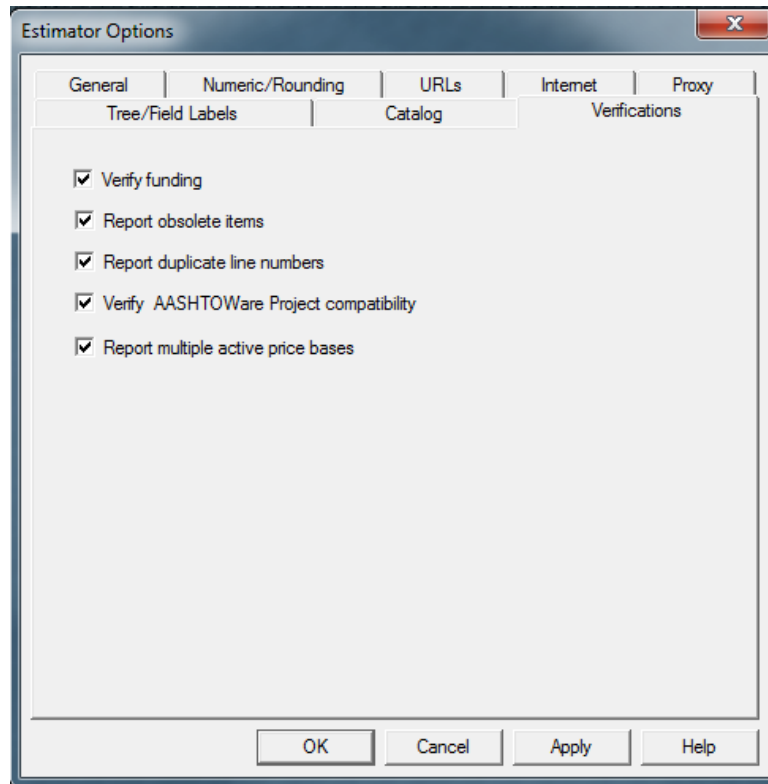 Estimator Options
General Numeric/Rounding URLs Internet Proxy
Tree/Field Labels Catalog Verifications
Verify funding
Report obsolete items
Report duplicate line numbers
Verify AASHTOWare Project compatibility
Report multiple active price bases
OK Cancel Apply Help